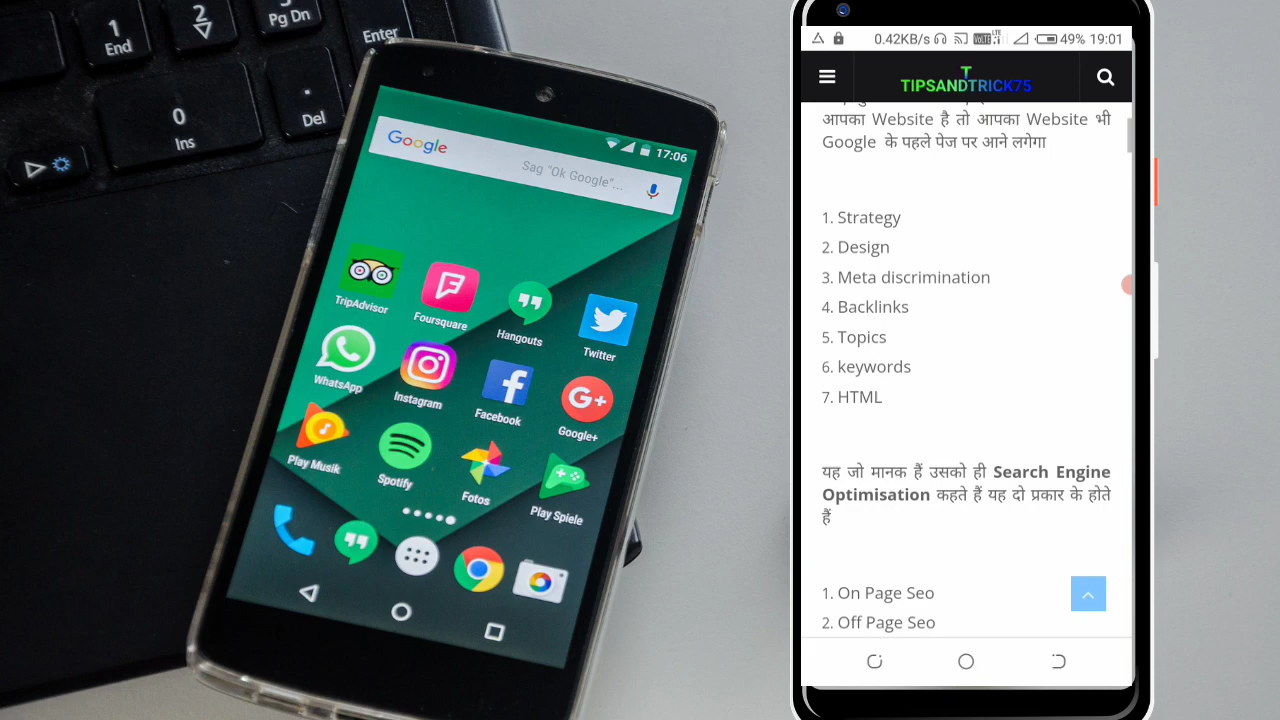 1
End
2
3
Pg Dn
Enter
0
Ins
.
Del
17:06
Google
Sag "Ok Google"...
TripAdvisor
Foursquare
Hangouts
Twitter
WhatsApp
Instagram
Facebook
Google+
Play Musik
Spotify
Fotos
Play Spiele
0.42KB/s
VoLTE
LTE
49% 19:01
TIPSANDTRICK75
आपका Website है तो आपका Website भी
Google के पहले पेज पर आने लगेगा
1. Strategy
2. Design
3. Meta discrimination
4. Backlinks
5. Topics
6. keywords
7. HTML
यह जो मानक हैं उसको ही Search Engine
Optimisation कहते हैं यह दो प्रकार के होते
हैं
1. On Page Seo
2. Off Page Seo